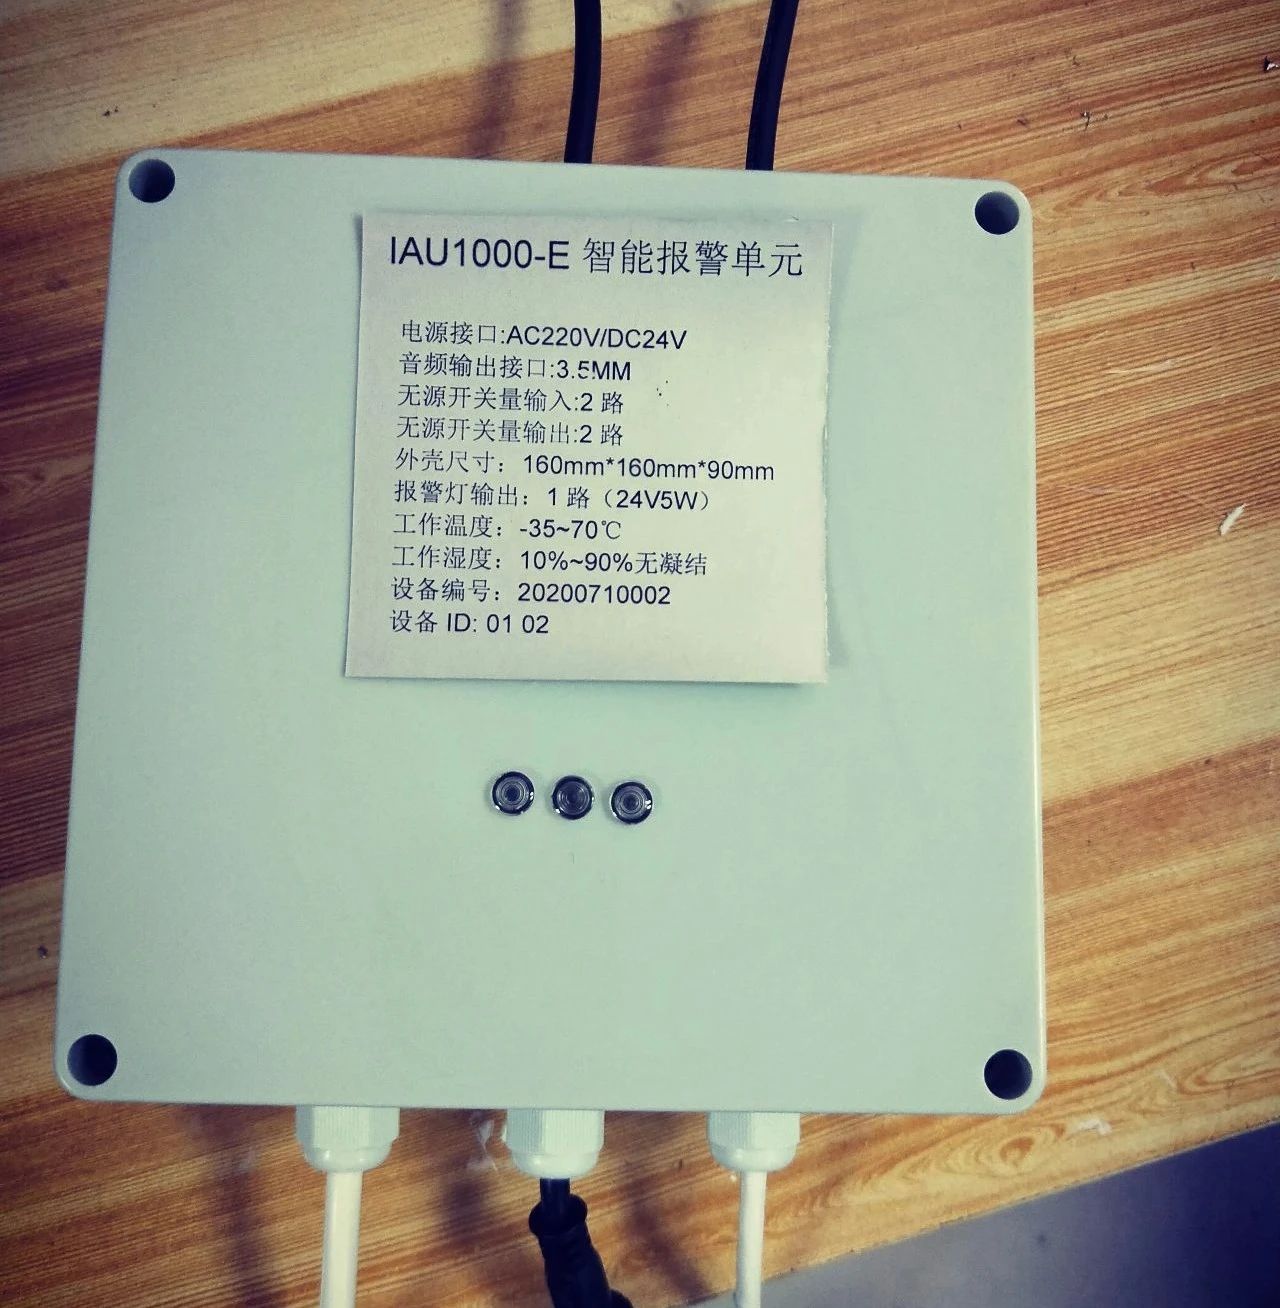 IAU1000-E 智能报警单元
电源接口:AC220V/DC24V
音频输出接口:3.5MM
无源开关量输入:2 路
无源开关量输出:2 路
外壳尺寸：160mm*160mm*90mm
报警灯输出：1 路（24V5W）
工作温度：-35~70℃
工作湿度：10%~90%无凝结
设备编号：20200710002
设备 ID: 01 02